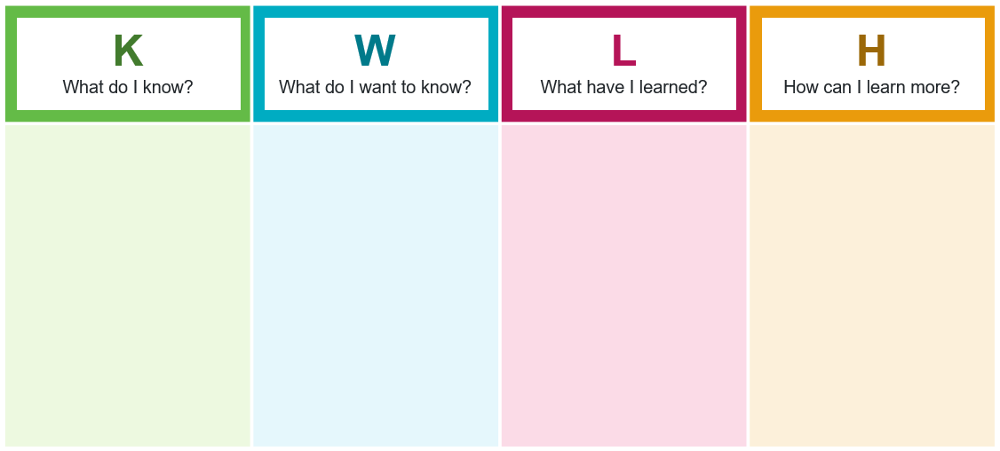 K
What do I know?
W
What do I want to know?
L
What have I learned?
H
How can I learn more?